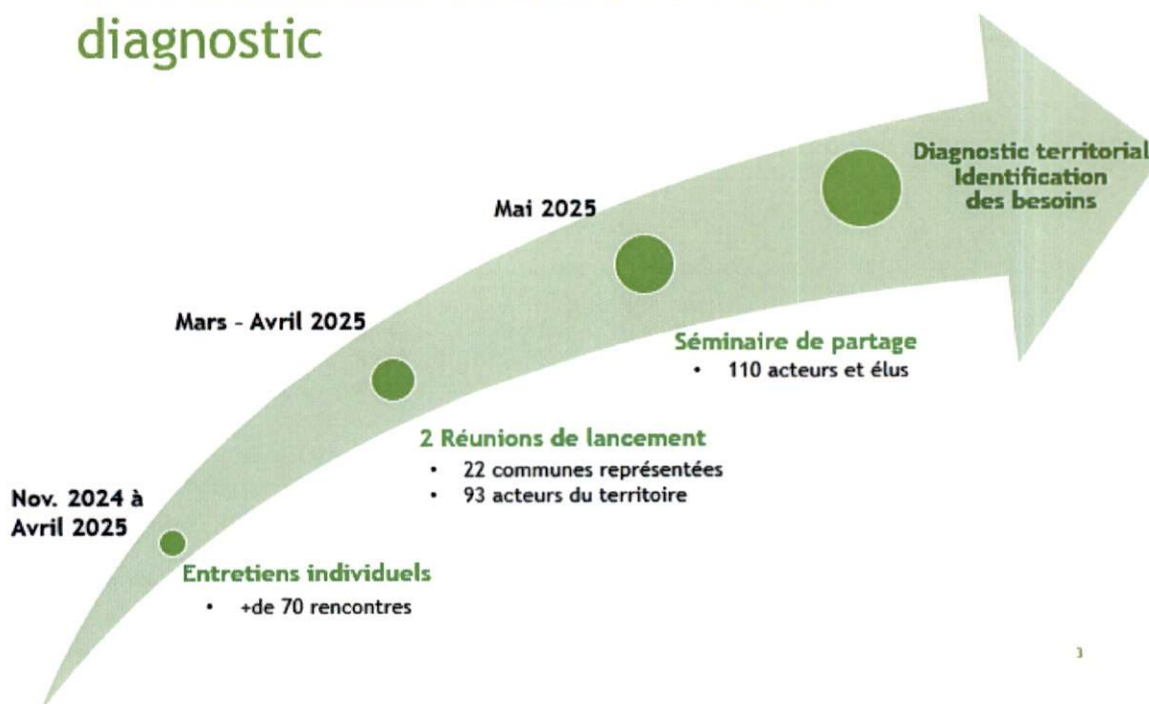 diagnostic
Diagnostic territorial
Identification
des besoins
Mai 2025
Séminaire de partage
• 110 acteurs et élus
Mars - Avril 2025
2 Réunions de lancement
• 22 communes représentées
• 93 acteurs du territoire
Nov. 2024 à
Avril 2025
Entretiens individuels
• +de 70 rencontres
3